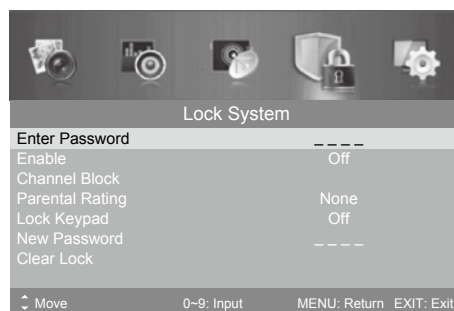 Lock System
Enter Password _ _ _ _
Enable Off
Channel Block
Parental Rating None
Lock Keypad Off
New Password _ _ _ _
Clear Lock
Move 0~9: Input MENU: Return EXIT: Exit